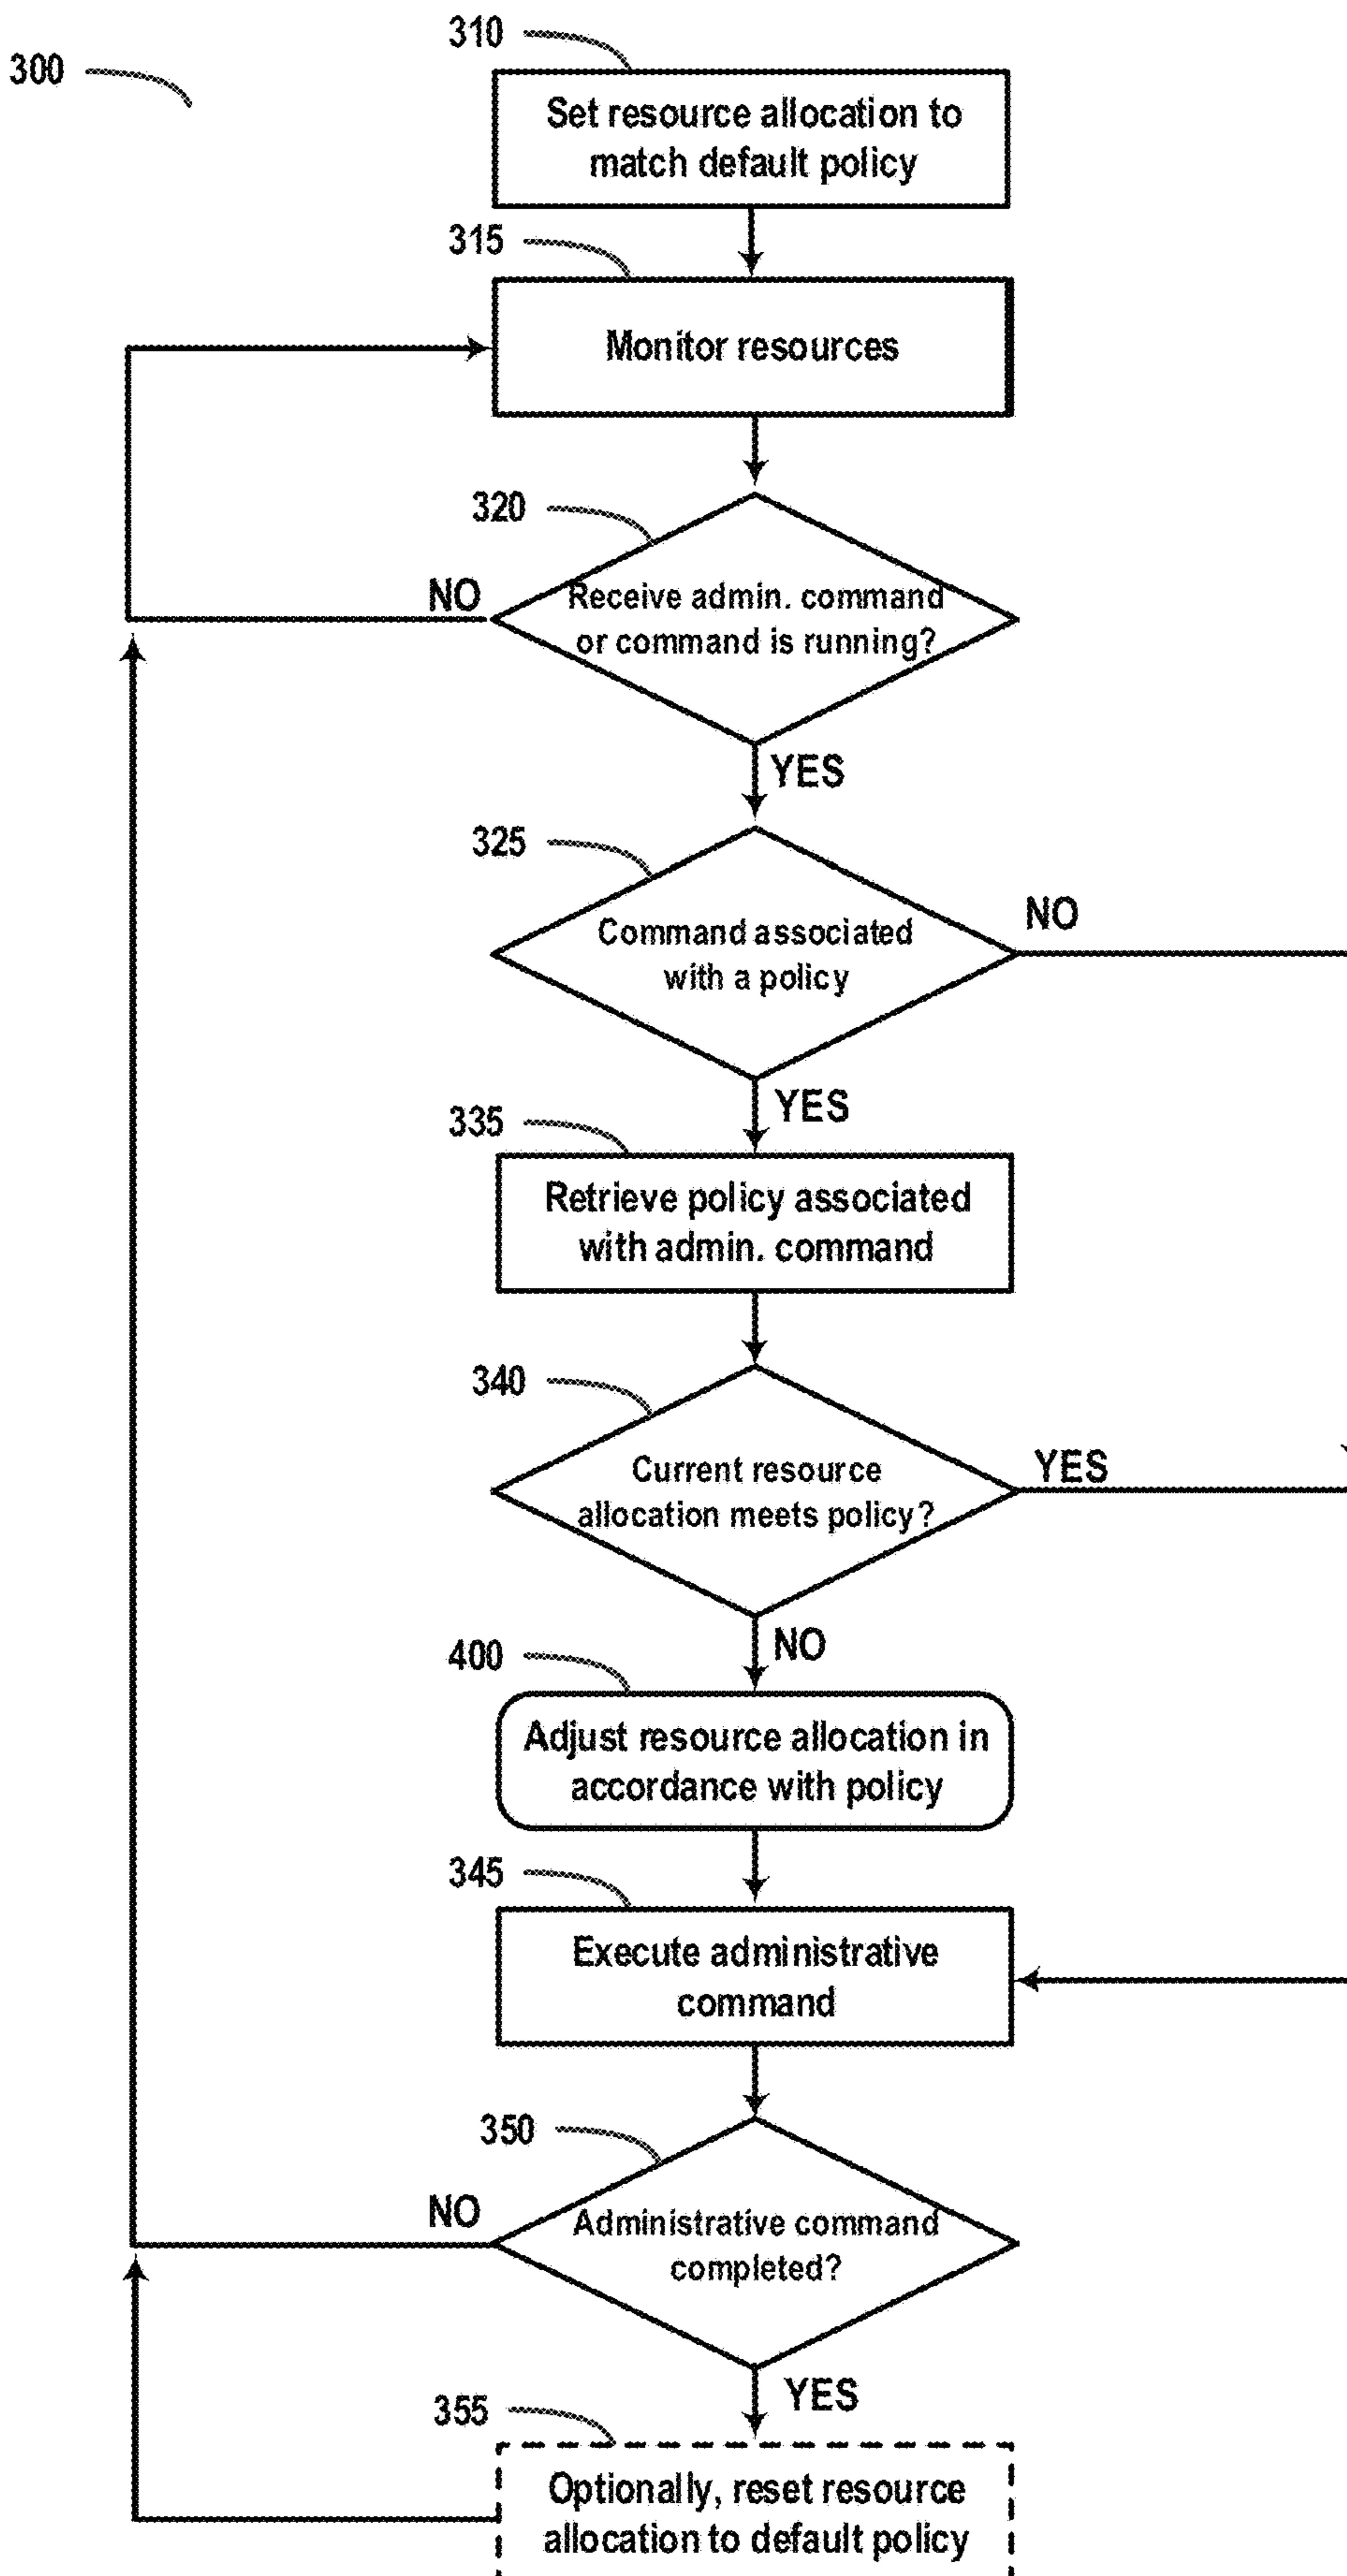 310
300
Set resource allocation to
match default policy
315
Monitor resources
320
NO
Receive admin. command
or command is running?
YES
325
NO
Command associated
with a policy
YES
335
Retrieve policy associated
with admin. command
340
YES
Current resource
allocation meets policy?
NO
400
Adjust resource allocation in
accordance with policy
345
Execute administrative
command
350
NO
Administrative command
completed?
YES
355
Optionally, reset resource
allocation to default policy